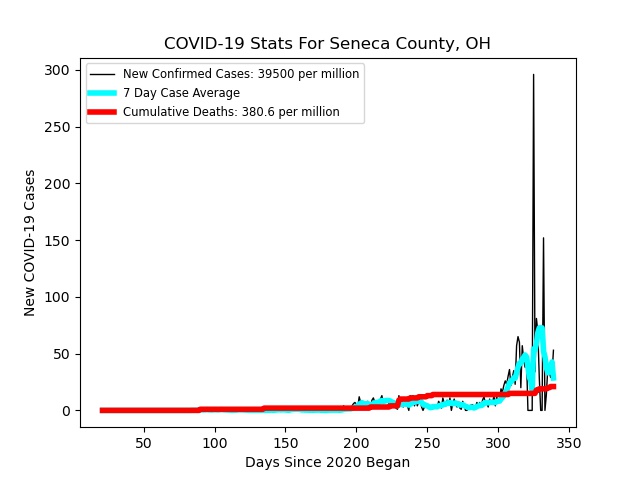 COVID-19 Stats For Seneca County, OH
New Confirmed Cases: 39500 per million
7 Day Case Average
Cumulative Deaths: 380.6 per million
New COVID-19 Cases
300
250
200
150
100
50
0
50 100 150 200 250 300 350
Days Since 2020 Began